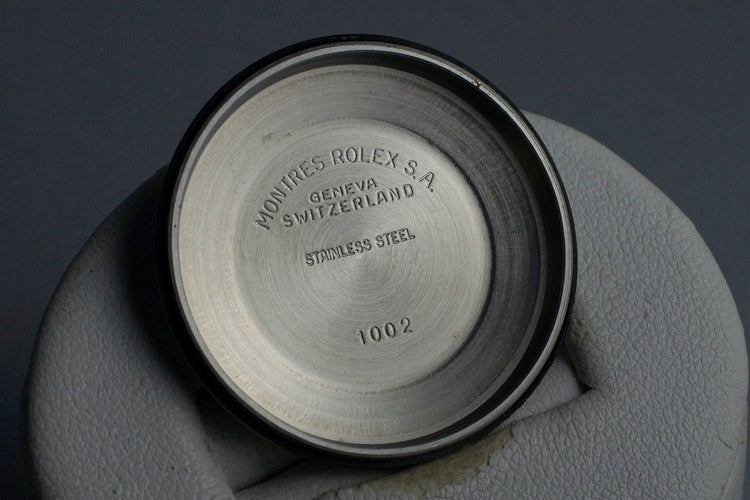 MONTRES ROLEX S.A.
GENEVA
SWITZERLAND
STAINLESS STEEL
1002